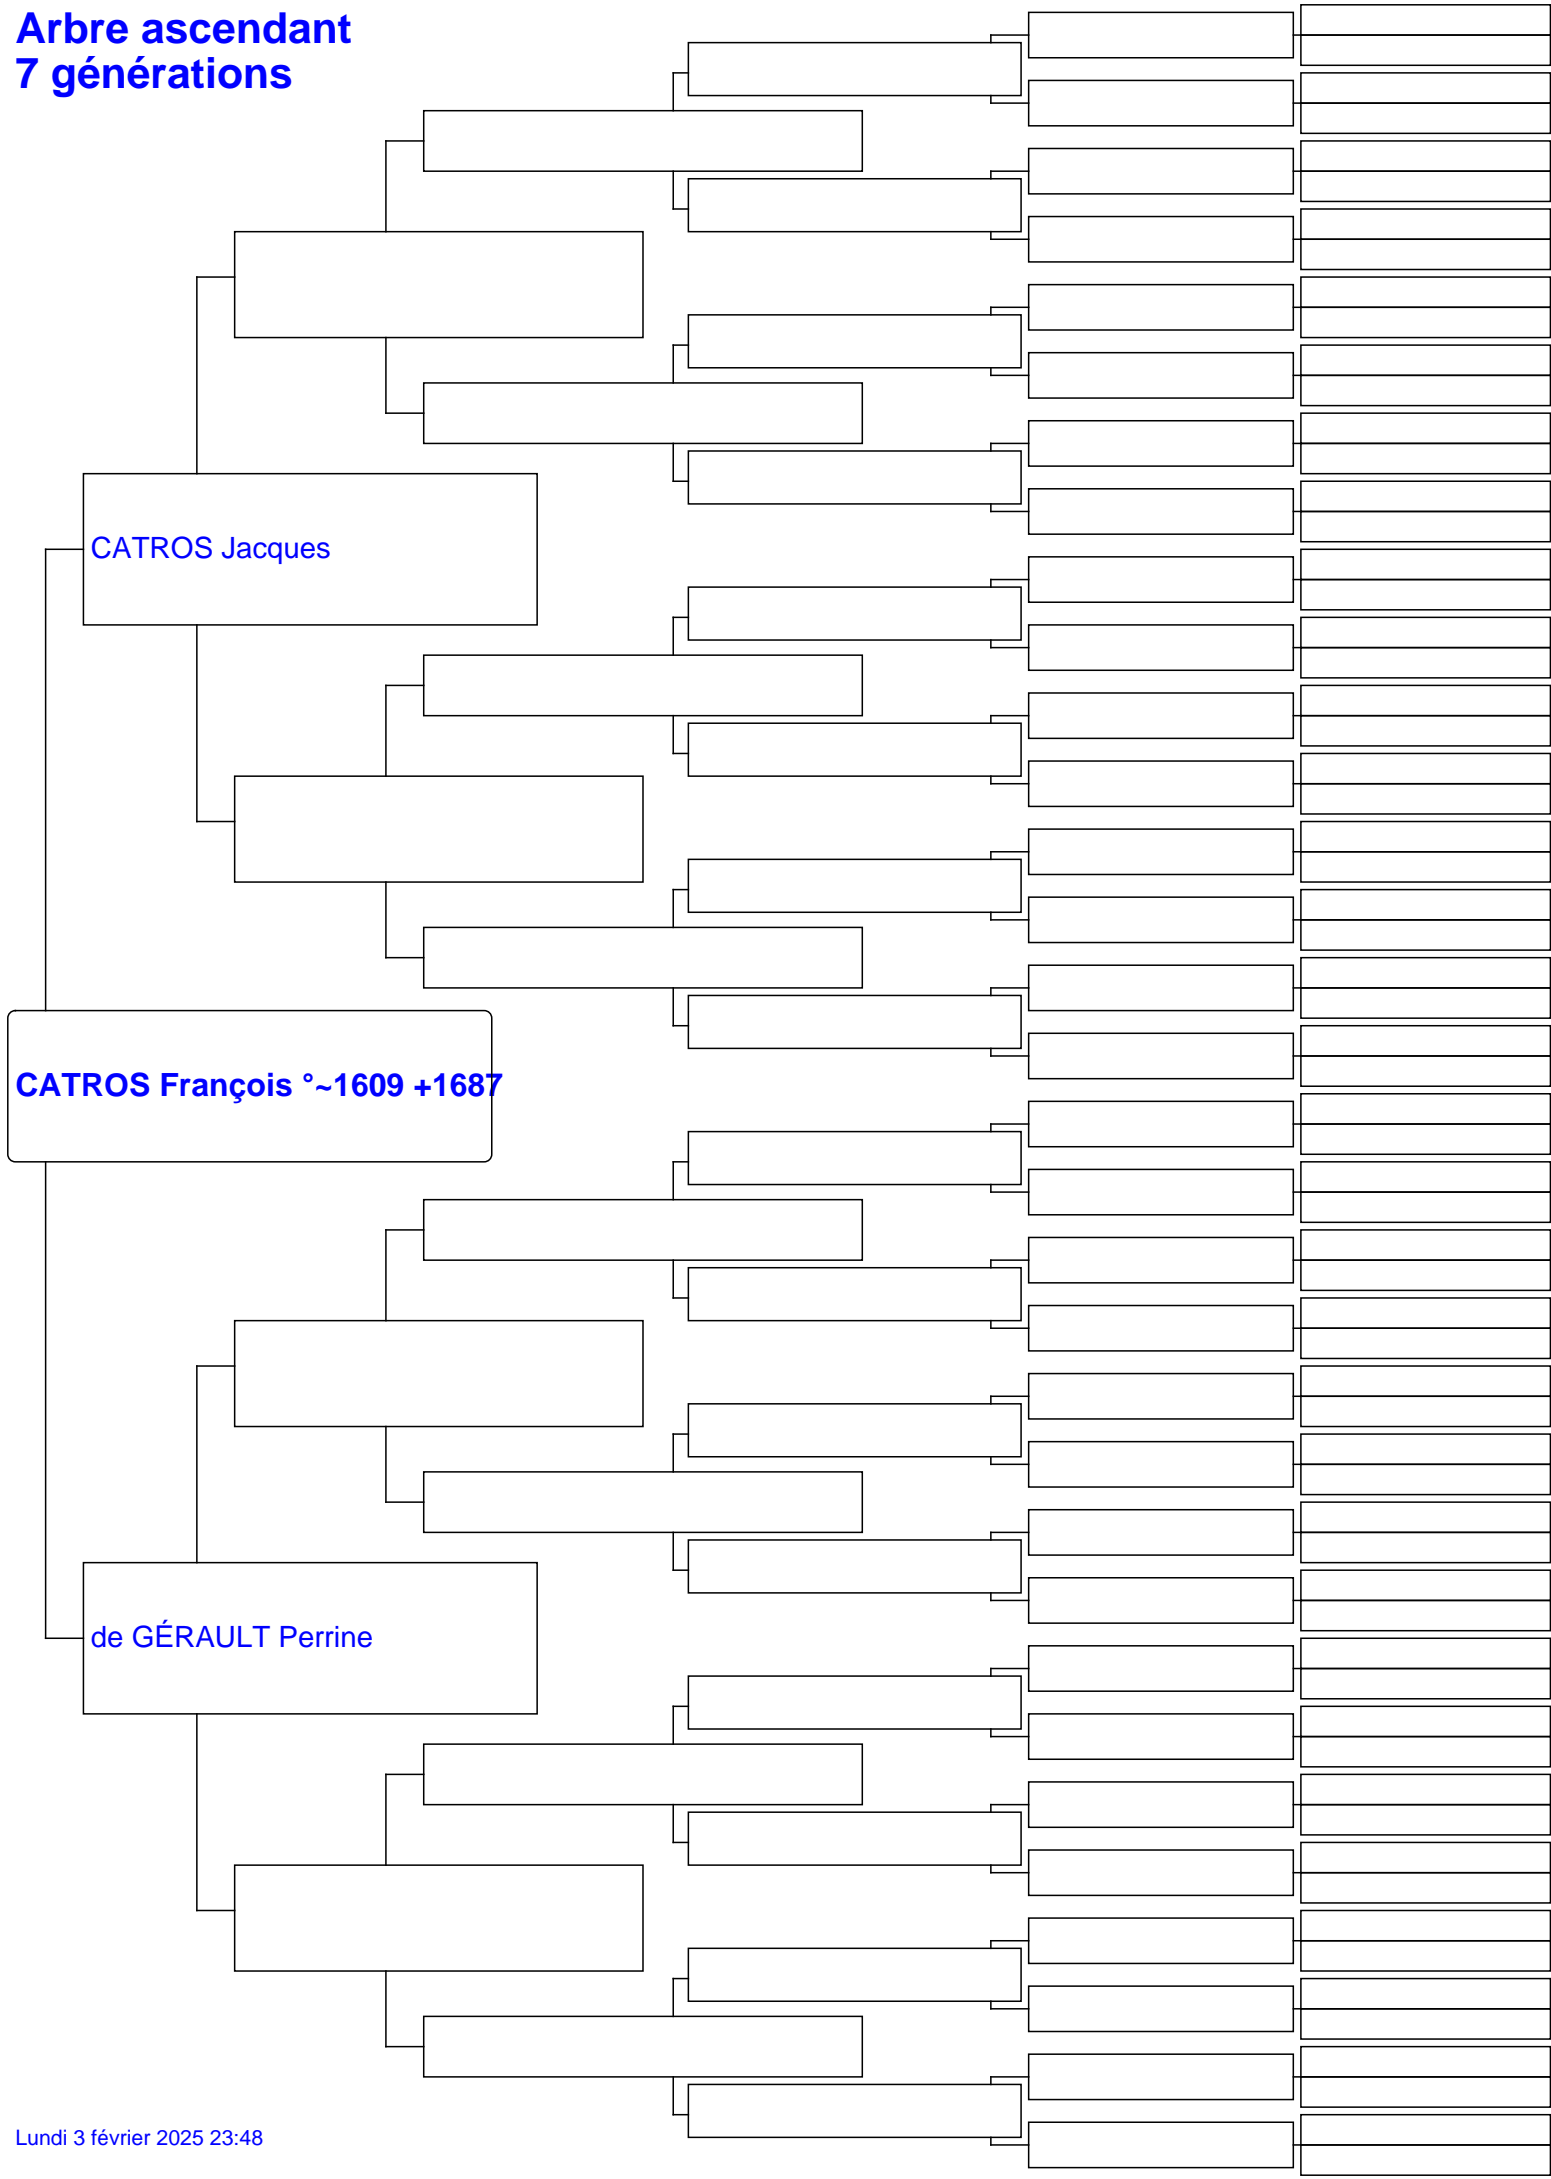 Arbre ascendant
7 générations
CATROS Jacques
CATROS François °~1609 +1687
de GÉRAULT Perrine
Lundi 3 février 2025 23:48